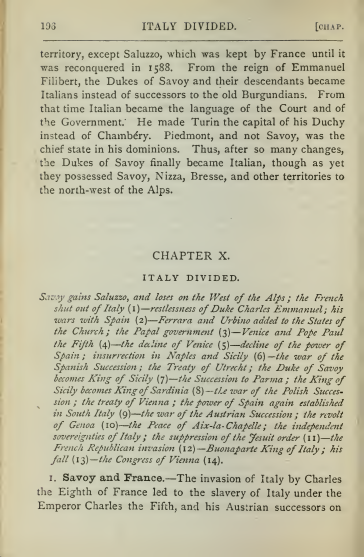 196 ITALY DIVIDED. [CHAP.
territory, except Saluzzo, which was kept by France until it
was reconquered in 1588. From the reign of Emmanuel
Filibert, the Dukes of Savoy and their descendants became
Italians instead of successors to the old Burgundians. From
that time Italian became the language of the Court and of
the Government. He made Turin the capital of his Duchy
instead of Chambéry. Piedmont, and not Savoy, was the
chief state in his dominions. Thus, after so many changes,
the Dukes of Savoy finally became Italian, though as yet
they possessed Savoy, Nizza, Bresse, and other territories to
the north-west of the Alps.
CHAPTER X.
ITALY DIVIDED.
Savoy gains Saluzzo, and loses on the West of the Alps; the French
shut out of Italy (1)—restlessness of Duke Charles Emmanuel; his
wars with Spain (2)—Ferrara and Urbino added to the States of
the Church; the Papal government (3)—Venice and Pope Paul
the Fifth (4)—the decline of Venice (5)—decline of the power of
Spain; insurrection in Naples and Sicily (6)—the war of the
Spanish Succession; the Treaty of Utrecht; the Duke of Savoy
becomes King of Sicily (7)—the Succession to Parma; the King of
Sicily becomes King of Sardinia (8)—the war of the Polish Succes-
sion; the treaty of Vienna; the power of Spain again established
in South Italy (9)—the war of the Austrian Succession; the revolt
of Genoa (10)—the Peace of Aix-la-Chapelle; the independent
sovereignties of Italy; the suppression of the Jesuit order (11)—the
French Republican invasion (12)—Buonaparte King of Italy; his
fall (13)—the Congress of Vienna (14).
1. Savoy and France.—The invasion of Italy by Charles
the Eighth of France led to the slavery of Italy under the
Emperor Charles the Fifth, and his Austrian successors on